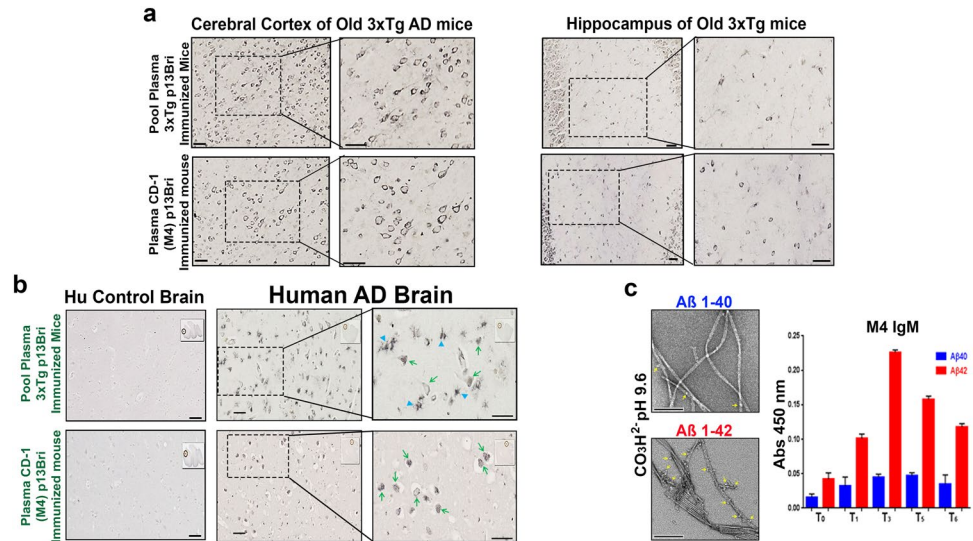 a
Cerebral Cortex of Old 3xTg AD mice
Hippocampus of Old 3xTg mice
Pool Plasma
3xTg p13Bri
Immunized Mice
Plasma CD-1
(M4) p13Bri
Immunized mouse
b
Hu Control Brain
Human AD Brain
Pool Plasma
3xTg p13Bri
Immunized Mice
Plasma CD-1
(M4) p13Bri
Immunized mouse
c
Aß 1-40
Aß 1-42
CO3H²⁻ pH 9.6
M4 IgM
Aβ40
Aβ42
Abs 450 nm
0.25
0.20
0.15
0.10
0.05
0.00
T₀
T₁
T₃
T₅
T₆